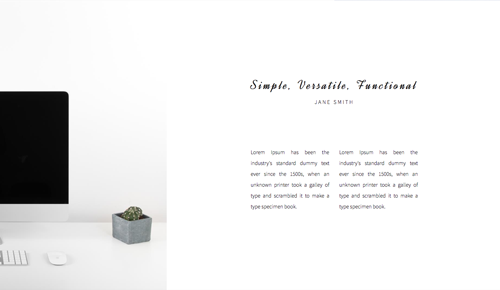 Simple, Versatile, Functional
JANE SMITH
Lorem Ipsum has been the
industry's standard dummy text
ever since the 1500s, when an
unknown printer took a galley of
type and scrambled it to make a
type specimen book.
Lorem Ipsum has been the
industry's standard dummy text
ever since the 1500s, when an
unknown printer took a galley of
type and scrambled it to make a
type specimen book.